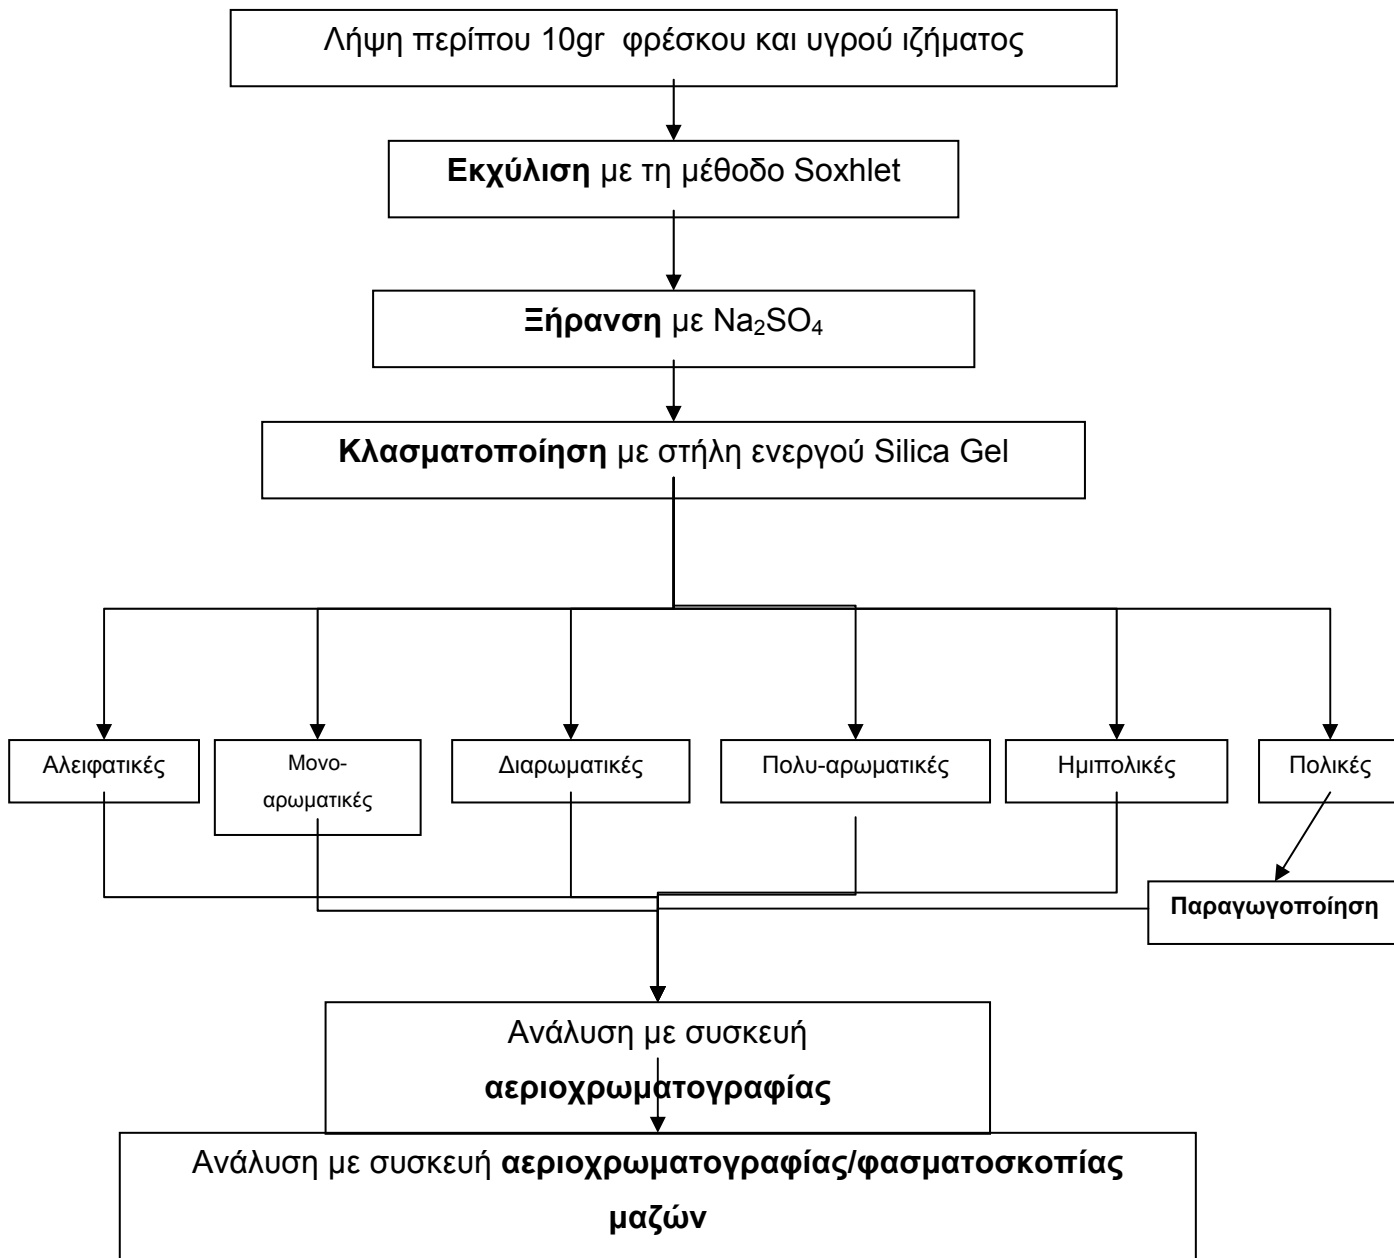 Λήψη περίπου 10gr  φρέσκου και υγρού ιζήματος
Εκχύλιση με τη μέθοδο Soxhlet
Ξήρανση με Na₂SO₄
Κλασματοποίηση με στήλη ενεργού Silica Gel
Αλειφατικές
Μονο-
αρωματικές
Διαρωματικές
Πολυ-αρωματικές
Ημιπολικές
Πολικές
Παραγωγοποίηση
Ανάλυση με συσκευή
αεριοχρωματογραφίας
Ανάλυση με συσκευή αεριοχρωματογραφίας/φασματοσκοπίας
μαζών